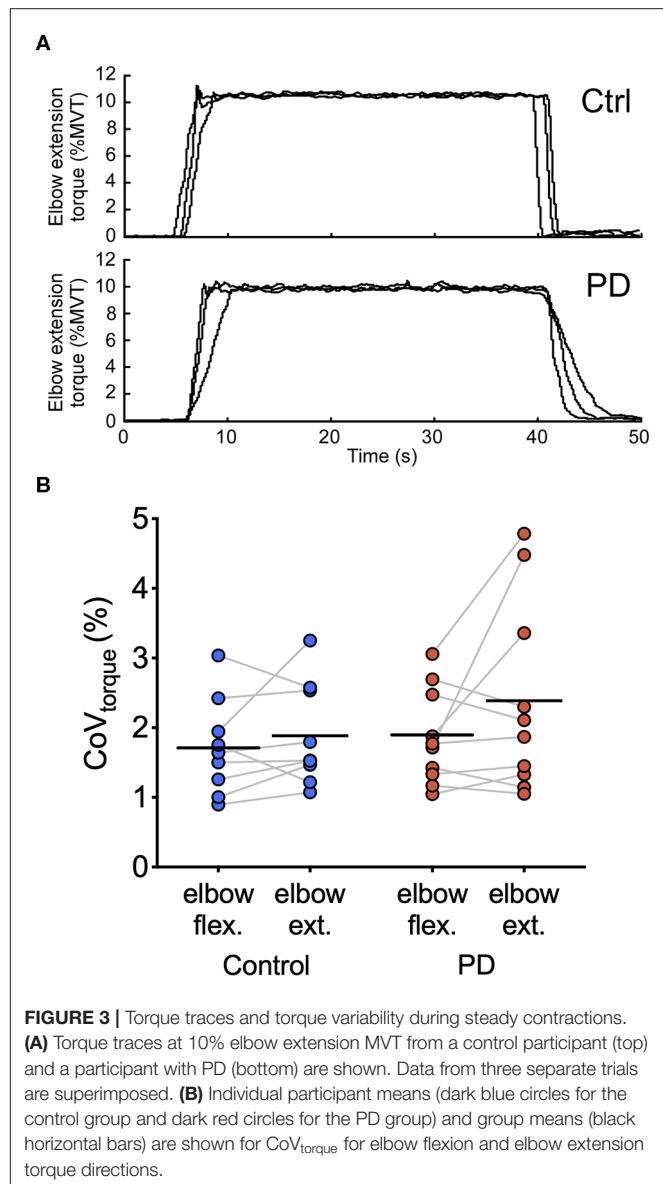 A
Elbow extension
torque (%MVT)
12
10
8
6
4
2
0
Ctrl
Elbow extension
torque (%MVT)
12
10
8
6
4
2
0
PD
0 10 20 30 40 50
Time (s)
B
CoVtorque (%)
5
4
3
2
1
0
elbow elbow elbow elbow
flex. ext. flex. ext.
Control PD
FIGURE 3 | Torque traces and torque variability during steady contractions.
(A) Torque traces at 10% elbow extension MVT from a control participant (top)
and a participant with PD (bottom) are shown. Data from three separate trials
are superimposed. (B) Individual participant means (dark blue circles for the
control group and dark red circles for the PD group) and group means (black
horizontal bars) are shown for CoVtorque for elbow flexion and elbow extension
torque directions.